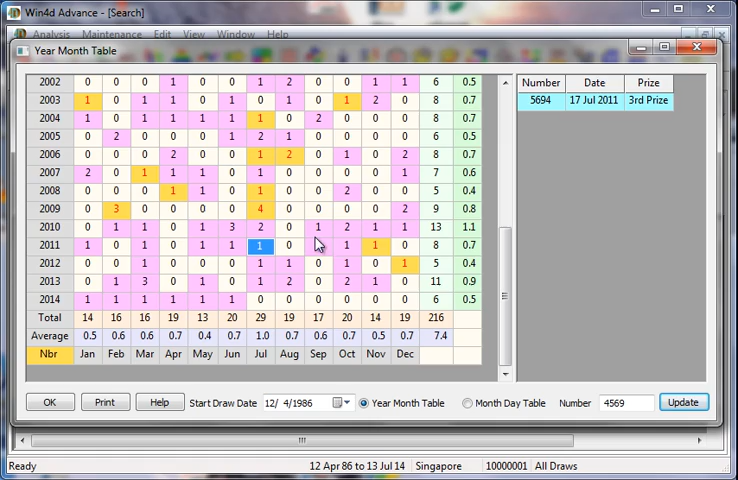 Win4d Advance - [Search]
Analysis Maintenance Edit View Window Help
Year Month Table
2002 0 0 0 1 0 0 1 2 0 0 1 1 6 0.5
2003 1 0 1 1 0 1 0 1 0 1 2 0 8 0.7
2004 1 0 1 1 1 1 1 0 2 0 0 0 8 0.7
2005 0 2 0 0 0 1 2 1 0 0 0 0 6 0.5
2006 0 0 0 2 0 0 1 2 0 1 0 2 8 0.7
2007 2 0 1 1 1 0 0 1 0 0 0 1 7 0.6
2008 0 0 0 1 1 0 1 0 0 2 0 0 5 0.4
2009 0 3 0 0 0 0 4 0 0 0 0 2 9 0.8
2010 0 1 1 0 1 3 2 0 1 2 1 1 13 1.1
2011 1 0 1 0 1 1 1 0 1 1 0 8 0.7
2012 0 0 1 0 0 0 1 1 0 1 0 1 5 0.4
2013 0 1 3 0 1 0 1 2 0 2 1 0 11 0.9
2014 1 1 1 1 1 1 0 0 0 0 0 0 6 0.5
Total 14 16 16 19 13 20 29 19 17 20 14 19 216
Average 0.5 0.6 0.6 0.7 0.4 0.7 1.0 0.7 0.6 0.7 0.5 0.7 7.4
Nbr Jan Feb Mar Apr May Jun Jul Aug Sep Oct Nov Dec
Number Date Prize
5694 17 Jul 2011 3rd Prize
OK Print Help Start Draw Date 12/ 4/1986 Year Month Table Month Day Table Number 4569 Update
Ready 12 Apr 86 to 13 Jul 14 Singapore 10000001 All Draws